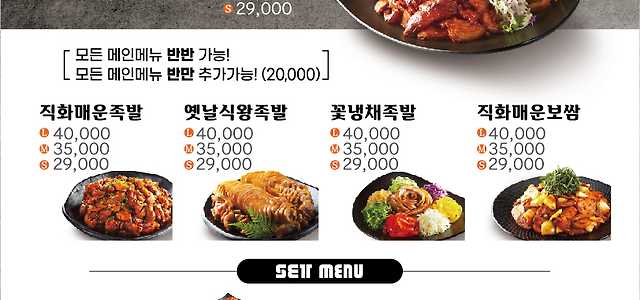 S 29,000
모든 메인메뉴 반반 가능!
모든 메인메뉴 반만 추가가능! (20,000)
직화매운족발
L 40,000
M 35,000
S 29,000
옛날식왕족발
L 40,000
M 35,000
S 29,000
꽃냉채족발
L 40,000
M 35,000
S 29,000
직화매운보쌈
L 40,000
M 35,000
S 29,000
SET MENU